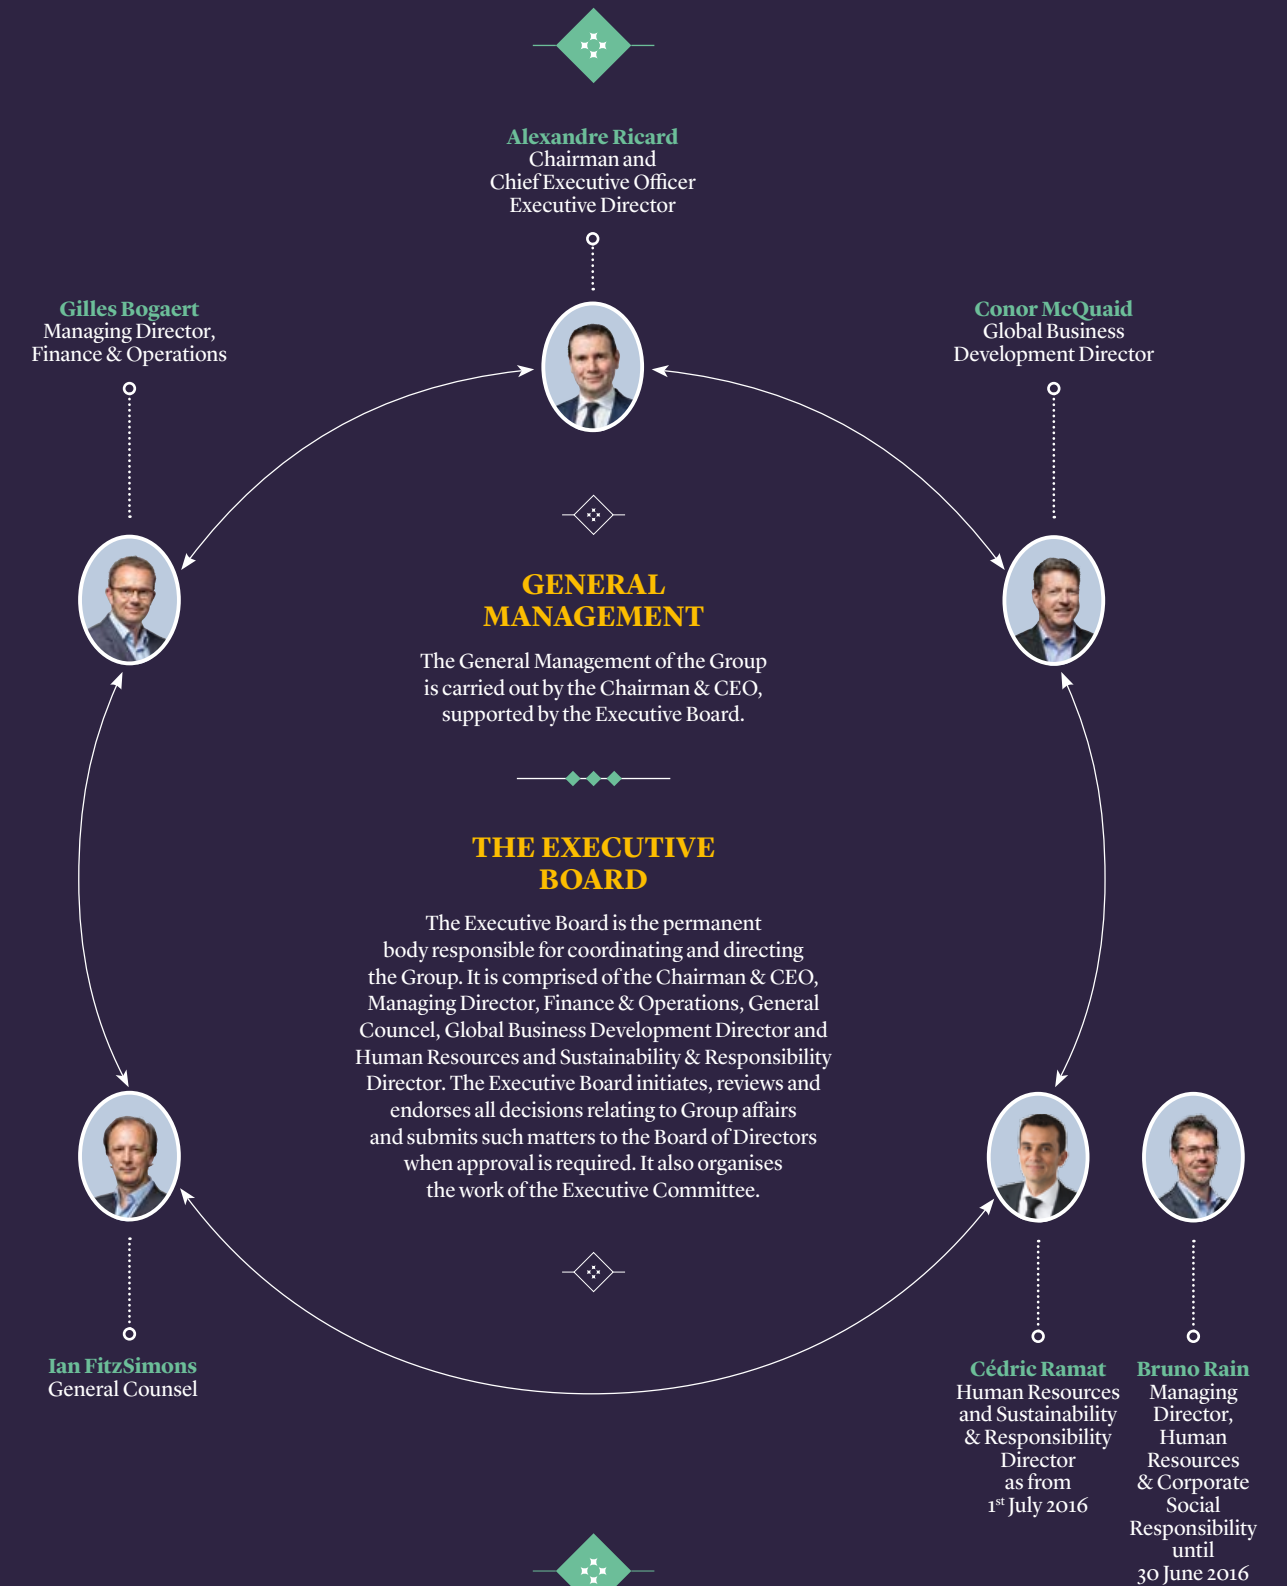 Alexandre Ricard
Chairman and
Chief Executive Officer
Executive Director
Gilles Bogaert
Managing Director,
Finance & Operations
Conor McQuaid
Global Business
Development Director
GENERAL
MANAGEMENT
The General Management of the Group
is carried out by the Chairman & CEO,
supported by the Executive Board.
THE EXECUTIVE
BOARD
The Executive Board is the permanent
body responsible for coordinating and directing
the Group. It is comprised of the Chairman & CEO,
Managing Director, Finance & Operations, General
Councel, Global Business Development Director and
Human Resources and Sustainability & Responsibility
Director. The Executive Board initiates, reviews and
endorses all decisions relating to Group affairs
and submits such matters to the Board of Directors
when approval is required. It also organises
the work of the Executive Committee.
Ian FitzSimons
General Counsel
Cédric Ramat
Human Resources
and Sustainability
& Responsibility
Director
as from
1st July 2016
Bruno Rain
Managing
Director,
Human
Resources
& Corporate
Social
Responsibility
until
30 June 2016